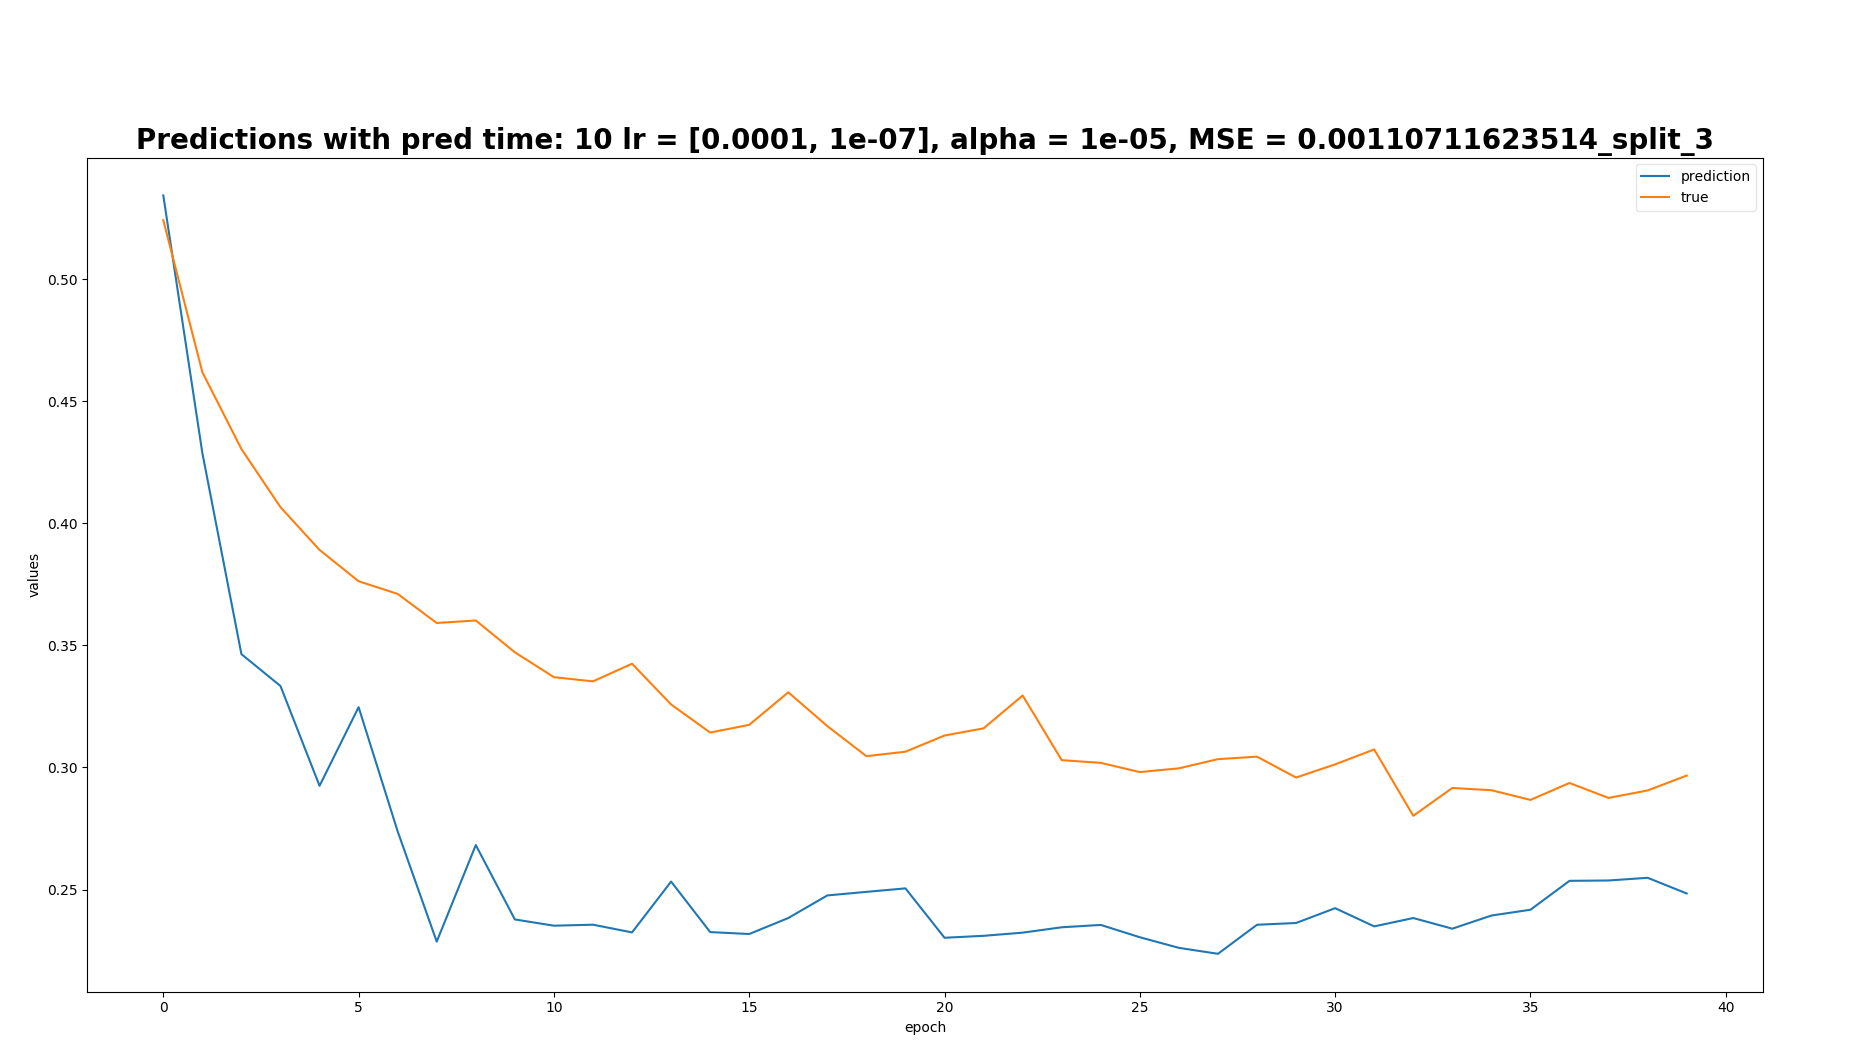 Predictions with pred time: 10 lr = [0.0001, 1e-07], alpha = 1e-05, MSE = 0.00110711623514_split_3
prediction
true
0.50
0.45
0.40
0.35
0.30
0.25
values
0 5 10 15 20 25 30 35 40
epoch